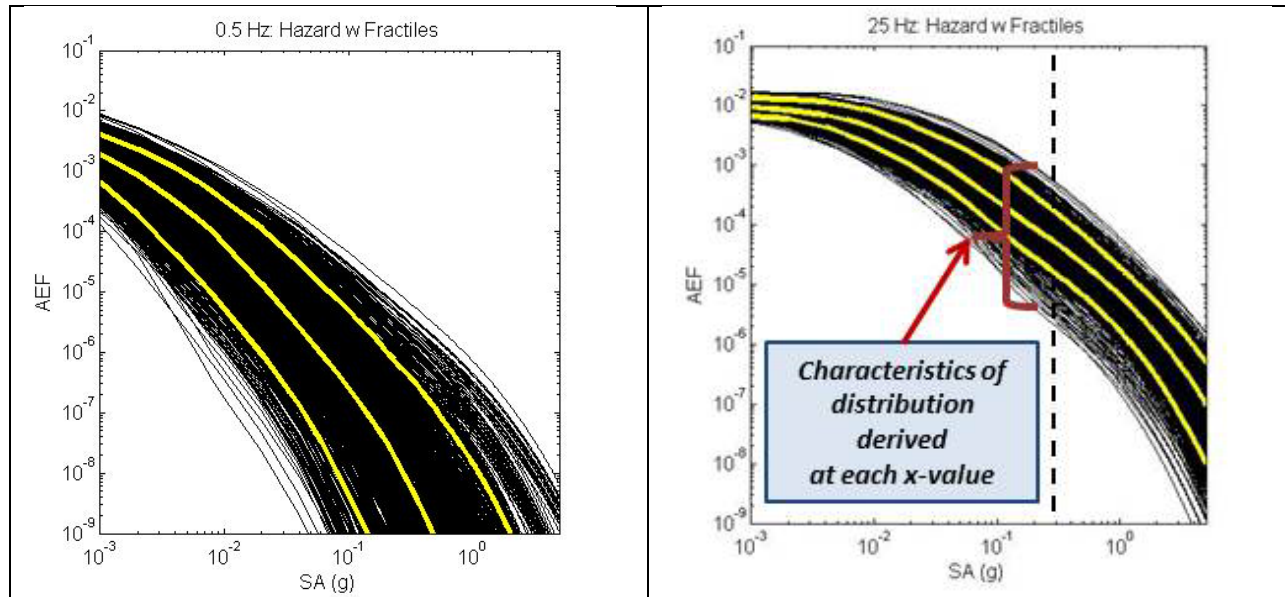 0.5 Hz: Hazard w Fractiles
10^-1
10^-2
10^-3
10^-4
10^-5
10^-6
10^-7
10^-8
10^-9
AEF
10^-3
10^-2
10^-1
10^0
SA (g)
25 Hz: Hazard w Fractiles
10^-1
10^-2
10^-3
10^-4
10^-5
10^-6
10^-7
10^-8
10^-9
AEF
Characteristics of
distribution
derived
at each x-value
10^-3
10^-2
10^-1
10^0
SA (g)